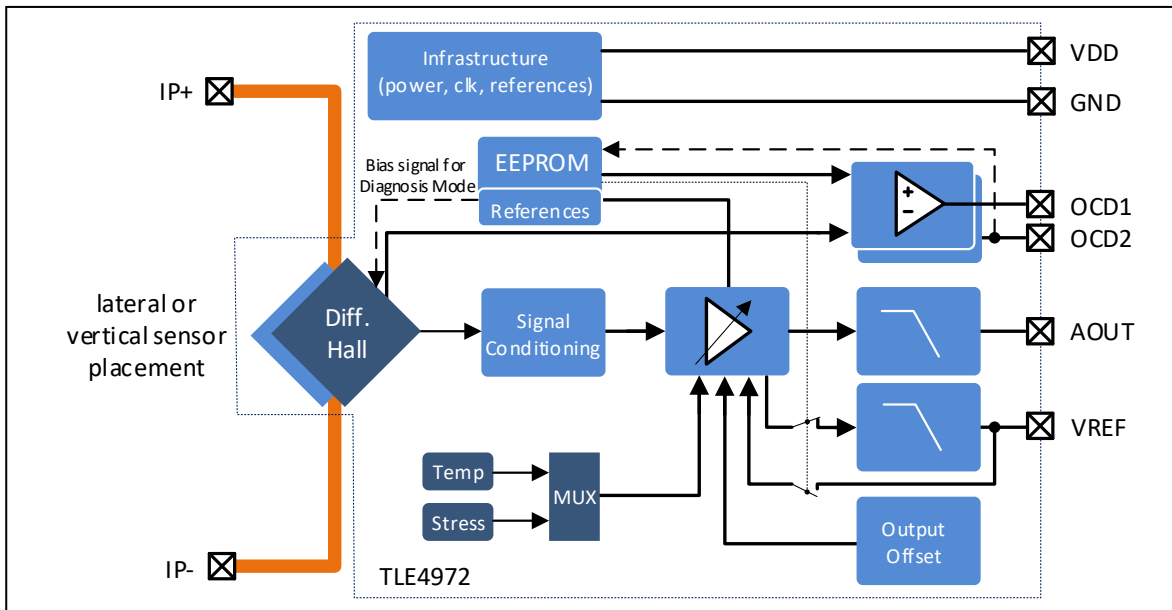 Infrastructure
(power, clk, references)
VDD
GND
IP+
EEPROM
Bias signal for
Diagnosis Mode
References
+
-
OCD1
OCD2
lateral or
vertical sensor
placement
Diff.
Hall
Signal
Conditioning
AOUT
VREF
Temp
Stress
MUX
Output
Offset
IP-
TLE4972